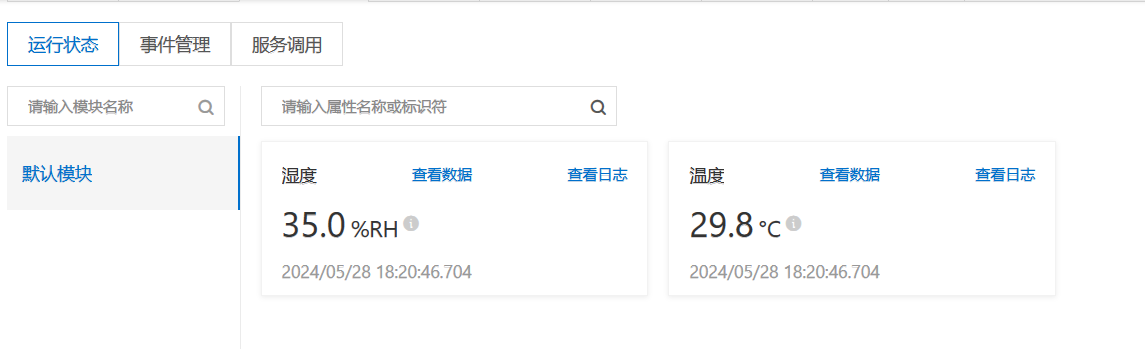 运行状态 事件管理 服务调用
请输入模块名称 请输入属性名称或标识符
默认模块
湿度 查看数据 查看日志
35.0 %RH
2024/05/28 18:20:46.704
温度 查看数据 查看日志
29.8 °C
2024/05/28 18:20:46.704